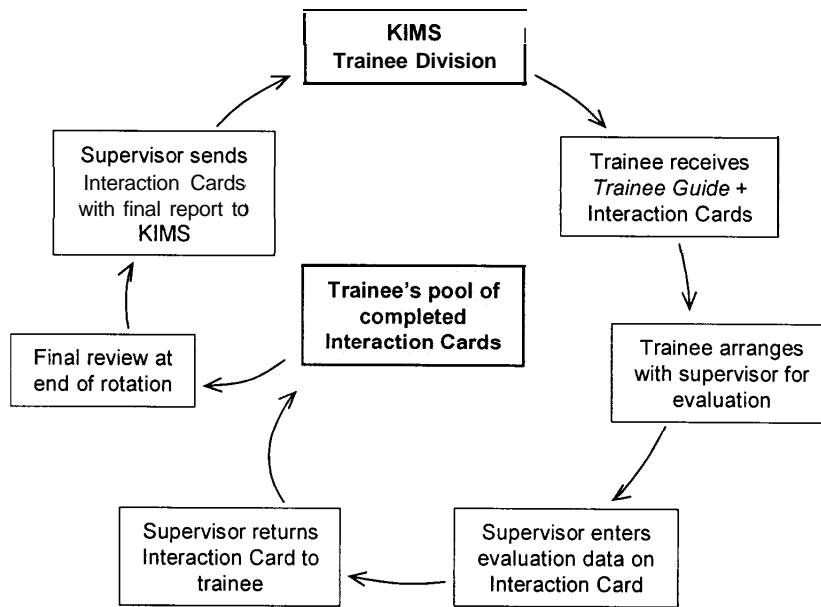 KIMS
Trainee Division
Trainee receives
Trainee Guide +
Interaction Cards
Trainee arranges
with supervisor for
evaluation
Supervisor enters
evaluation data on
Interaction Card
Supervisor returns
Interaction Card to
trainee
Trainee's pool of
completed
Interaction Cards
Final review at
end of rotation
Supervisor sends
Interaction Cards
with final report to
KIMS